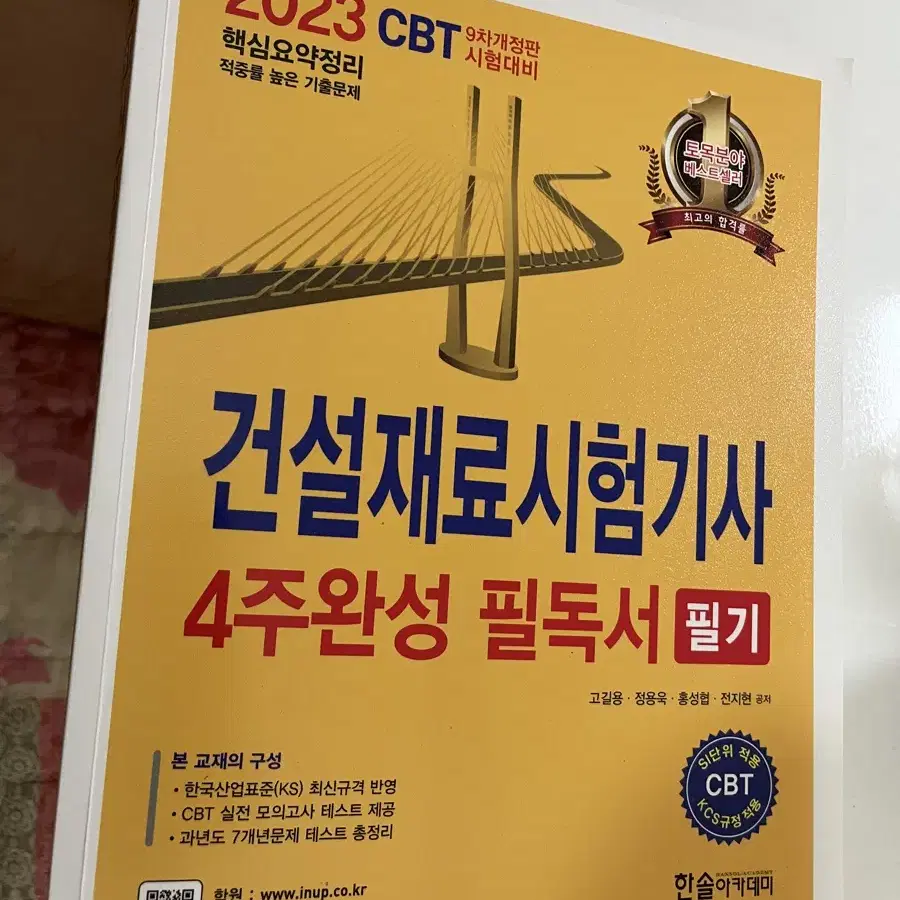 2023 CBT 9차개정판 시험대비
핵심요약정리
적중률 높은 기출문제
1
토목분야
베스트셀러
최고의 합격률
건설재료시험기사
4주완성 필독서 필기
고길용 · 정용욱 · 홍성협 · 전지현 공저
본 교재의 구성
· 한국산업표준(KS) 최신규격 반영
· CBT 실전 모의고사 테스트 제공
· 과년도 7개년문제 테스트 총정리
SI단위 적용
CBT
KCS규정 적용
학원 : www.inup.co.kr
HANSOL ACADEMY
한솔아카데미